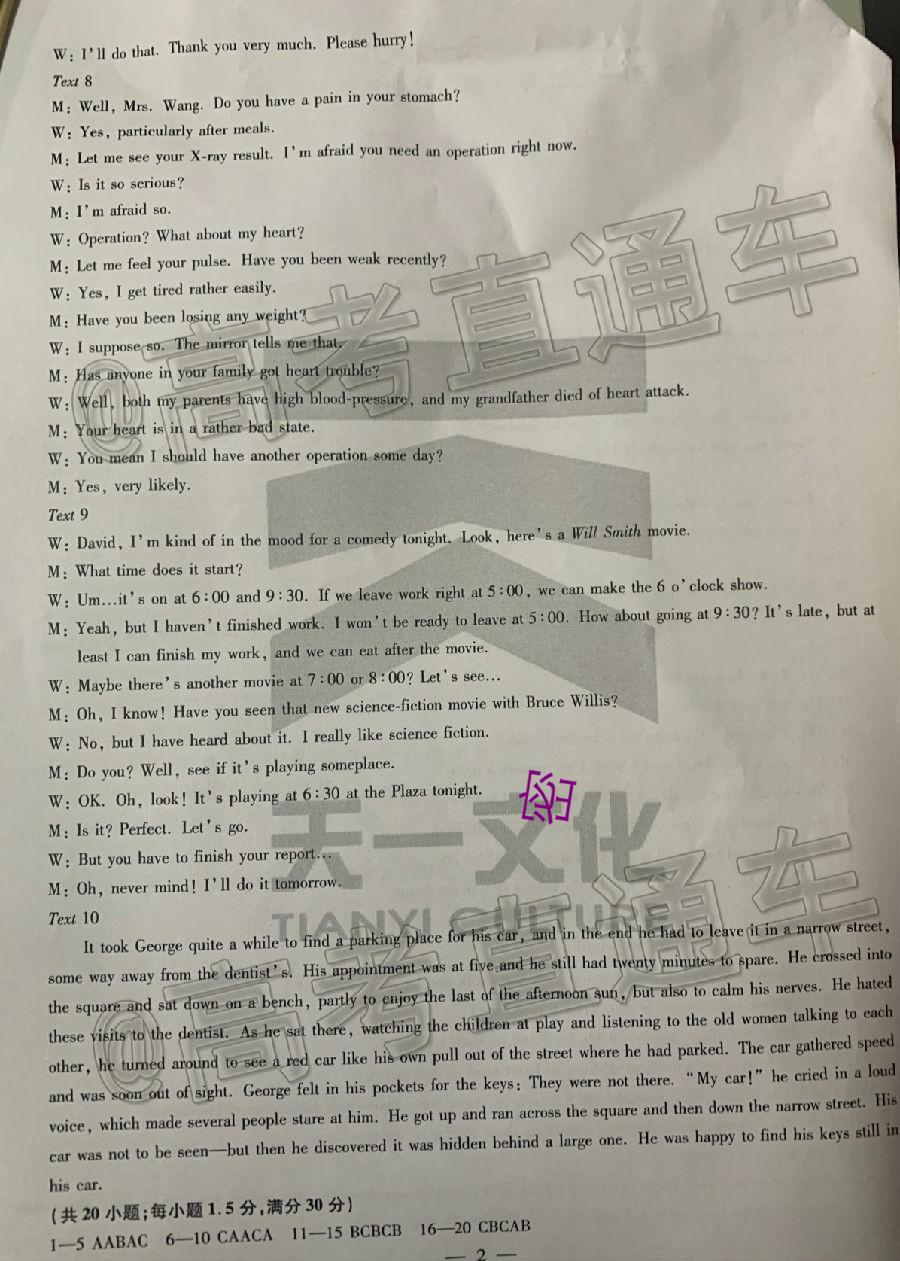 W: I'll do that. Thank you very much. Please hurry!
Text 8
M: Well, Mrs. Wang. Do you have a pain in your stomach?
W: Yes, particularly after meals.
M: Let me see your X-ray result. I'm afraid you need an operation right now.
W: Is it so serious?
M: I'm afraid so.
W: Operation? What about my heart?
M: Let me feel your pulse. Have you been weak recently?
W: Yes, I get tired rather easily.
M: Have you been losing any weight?
W: I suppose so. The mirror tells me that.
M: Has anyone in your family got heart trouble?
W: Well, both my parents have high blood-pressure, and my grandfather died of heart attack.
M: Your heart is in a rather bad state.
W: You mean I should have another operation some day?
M: Yes, very likely.
Text 9
W: David, I'm kind of in the mood for a comedy tonight. Look, here's a Will Smith movie.
M: What time does it start?
W: Um...it's on at 6:00 and 9:30. If we leave work right at 5:00, we can make the 6 o'clock show.
M: Yeah, but I haven't finished work. I won't be ready to leave at 5:00. How about going at 9:30? It's late, but at
least I can finish my work, and we can eat after the movie.
W: Maybe there's another movie at 7:00 or 8:00? Let's see...
M: Oh, I know! Have you seen that new science-fiction movie with Bruce Willis?
W: No, but I have heard about it. I really like science fiction.
M: Do you? Well, see if it's playing someplace.
W: OK. Oh, look! It's playing at 6:30 at the Plaza tonight.
M: Is it? Perfect. Let's go.
W: But you have to finish your report...
M: Oh, never mind! I'll do it tomorrow.
Text 10
It took George quite a while to find a parking place for his car, and in the end he had to leave it in a narrow street,
some way away from the dentist's. His appointment was at five and he still had twenty minutes to spare. He crossed into
the square and sat down on a bench, partly to enjoy the last of the afternoon sun, but also to calm his nerves. He hated
these visits to the dentist. As he sat there, watching the children at play and listening to the old women talking to each
other, he turned around to see a red car like his own pull out of the street where he had parked. The car gathered speed
and was soon out of sight. George felt in his pockets for the keys: They were not there. "My car!" he cried in a loud
voice, which made several people stare at him. He got up and ran across the square and then down the narrow street. His
car was not to be seen—but then he discovered it was hidden behind a large one. He was happy to find his keys still in
his car.
(共20小题;每小题1.5分,满分30分)
1—5 AABAC 6—10 CAACA 11—15 BCBCB 16—20 CBCAB
— 2 —
@高考直通车
天一文化
TIANYI CULTURE
@高考直通车
密